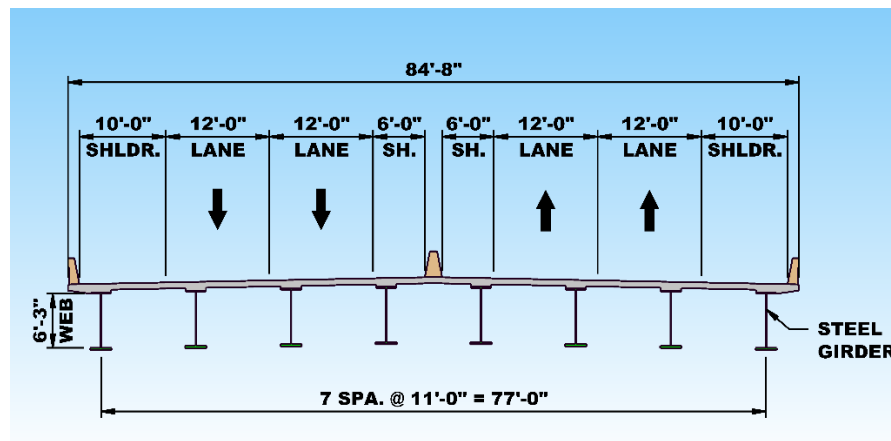 84'-8"
10'-0" 12'-0" 12'-0" 6'-0" 6'-0" 12'-0" 12'-0" 10'-0"
SHLDR. LANE LANE SH. SH. LANE LANE SHLDR.
6'-3"
WEB
STEEL
GIRDER
7 SPA. @ 11'-0" = 77'-0"